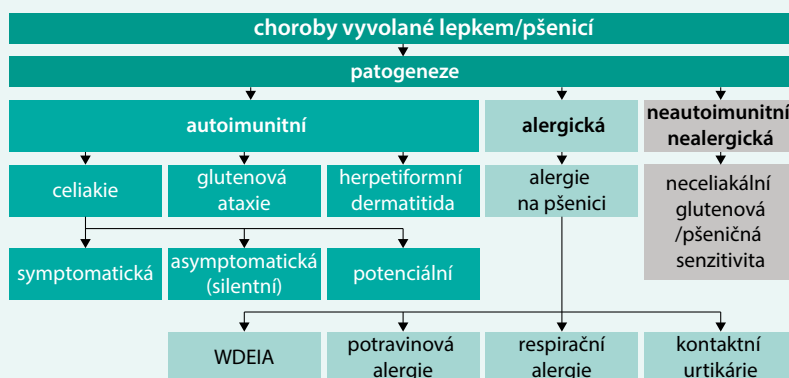 choroby vyvolané lepkem/pšenicí
patogeneze
autoimunitní
alergická
neautoimunitní
nealergická
celiakie
glutenová
ataxie
herpetiformní
dermatitida
alergie
na pšenici
neceliakální
glutenová
/pšeničná
senzitivita
symptomatická
asymptomatická
(silentní)
potenciální
WDEIA
potravinová
alergie
respirační
alergie
kontaktní
urtikárie